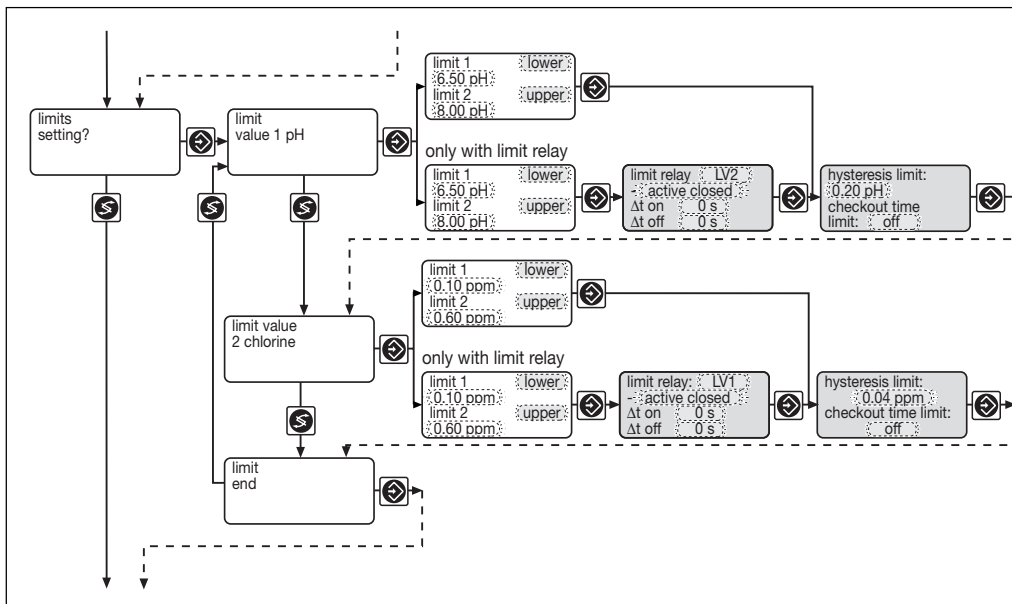 limit 1 lower
6.50 pH
limit 2 upper
8.00 pH
limits
setting?
limit
value 1 pH
only with limit relay
limit 1 lower
6.50 pH
limit 2 upper
8.00 pH
limit relay LV2
- active closed
Δt on 0 s
Δt off 0 s
hysteresis limit:
0.20 pH
checkout time
limit: off
limit 1 lower
0.10 ppm
limit 2 upper
0.60 ppm
limit value
2 chlorine
only with limit relay
limit 1 lower
0.10 ppm
limit 2 upper
0.60 ppm
limit relay: LV1
- active closed
Δt on 0 s
Δt off 0 s
hysteresis limit:
0.04 ppm
checkout time limit:
off
limit
end